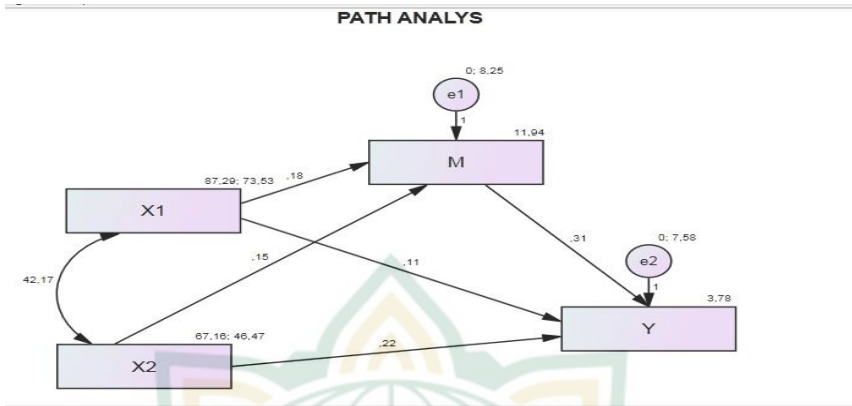 PATH ANALYS
0; 8,25
e1
1
11,94
M
87,29; 73,53
,18
X1
,15
,11
,31
0; 7,58
e2
1
3,78
Y
42,17
67,16; 46,47
,22
X2